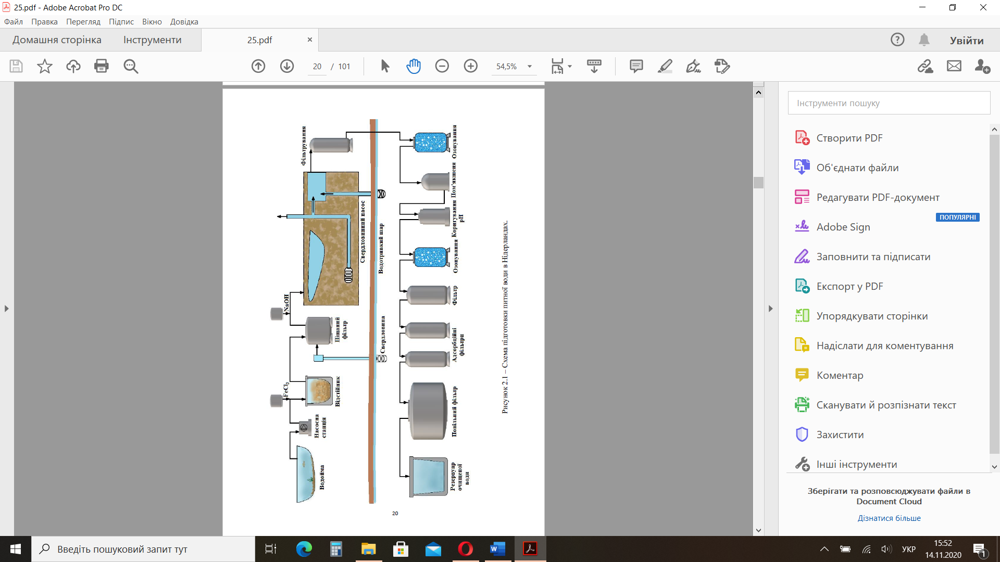 25.pdf - Adobe Acrobat Pro DC
Файл Правка Перегляд Підпис Вікно Довідка
Домашня сторінка Інструменти 25.pdf Увійти
20 / 101 54,5%
Фільтрування
Свердловинний насос
Водотривкий шар
NaOH
Піщаний
фільтр
Свердловина
FeCl3
Відстійник
Насосна
станція
Водойма
Озонування
Пом'якшеня
Коригування
pH
Озонування
Фільтр
Адсорбційні
фільтри
Повільний фільтр
Резервуар
очищеної
води
Рисунок 2.1 – Схема підготовки питної води в Нідерландах.
20
Інструменти пошуку
Створити PDF
Об'єднати файли
Редагувати PDF-документ
ПОПУЛЯРНІ
Adobe Sign
Заповнити та підписати
Експорт у PDF
Упорядкувати сторінки
Надіслати для коментування
Коментар
Сканувати й розпізнати текст
Захистити
Інші інструменти
Зберігати та розповсюджувати файли в
Document Cloud
Дізнатися більше
Введіть пошуковий запит тут
УКР
15:52
14.11.2020
1